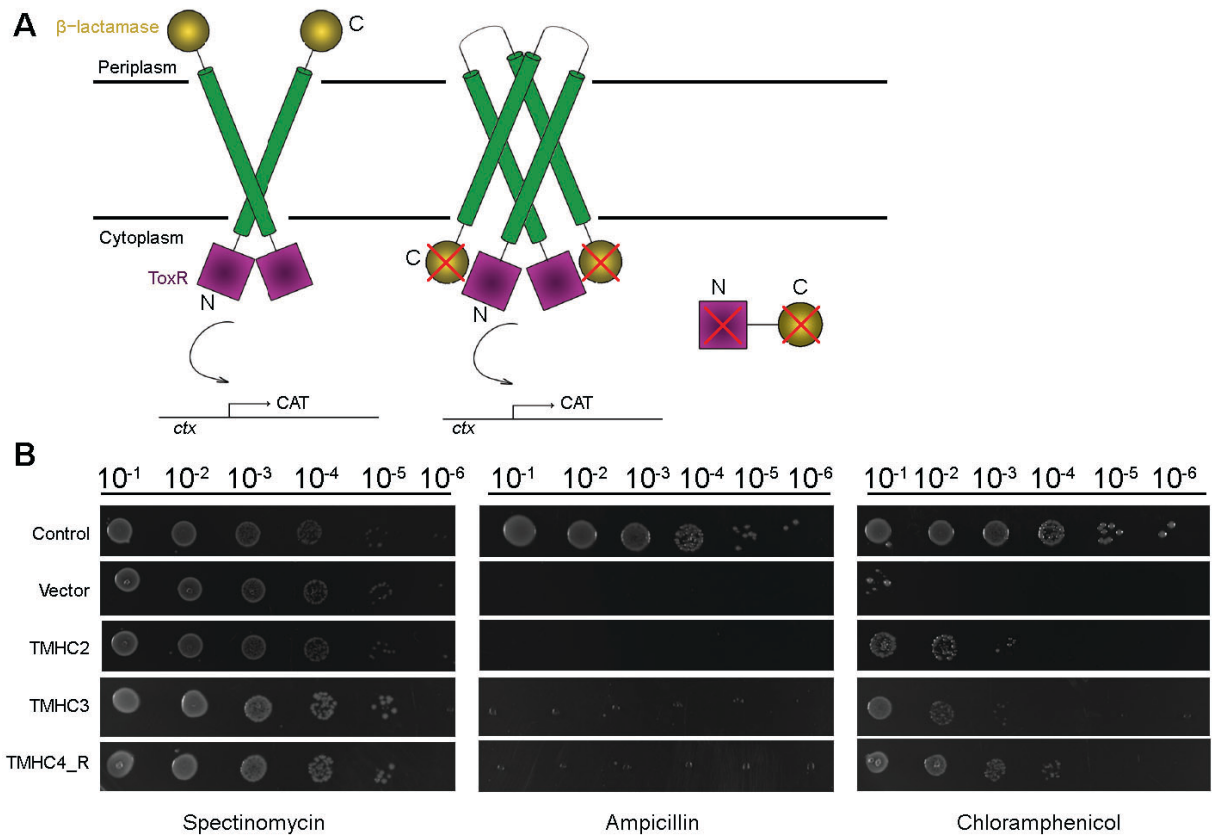 A
β−lactamase
C
Periplasm
Cytoplasm
ToxR
N
C
N
N
C
CAT
ctx
CAT
ctx
B
10-1 10-2 10-3 10-4 10-5 10-6
10-1 10-2 10-3 10-4 10-5 10-6
10-1 10-2 10-3 10-4 10-5 10-6
Control
Vector
TMHC2
TMHC3
TMHC4_R
Spectinomycin
Ampicillin
Chloramphenicol